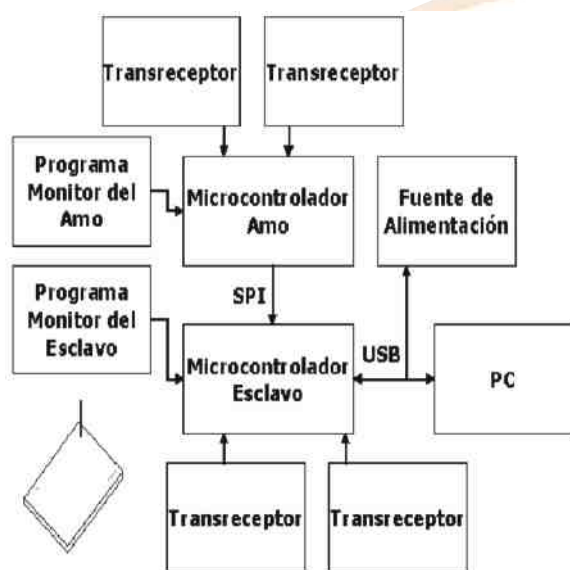 Transreceptor
Transreceptor
Programa
Monitor del
Amo
Microcontrolador
Amo
Fuente de
Alimentación
SPI
Programa
Monitor del
Esclavo
Microcontrolador
Esclavo
USB
PC
Transreceptor
Transreceptor